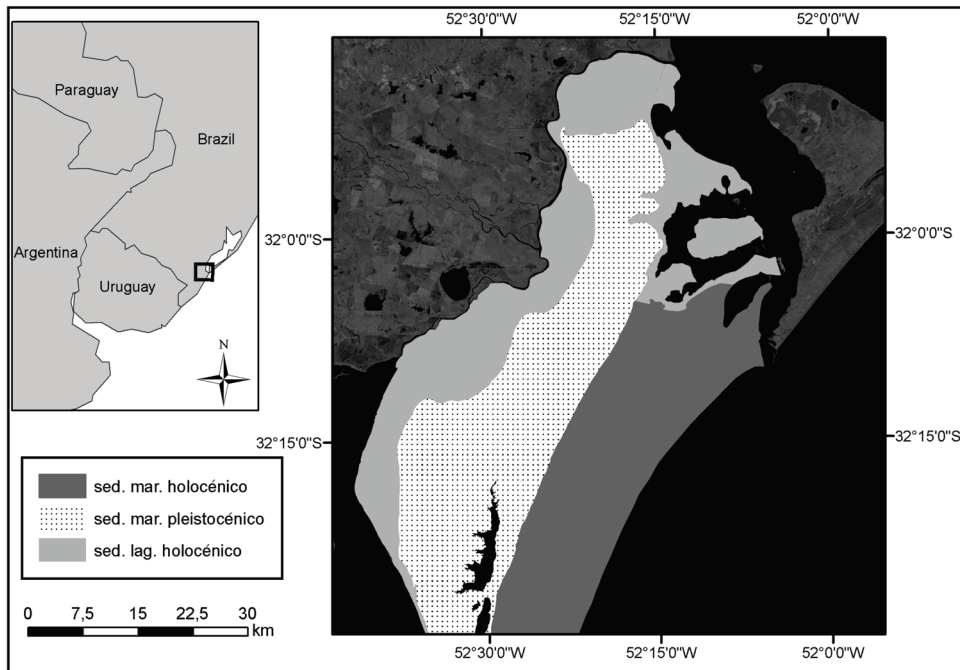 52°30'0"W
52°15'0"W
52°0'0"W
Paraguay
Brazil
Argentina
Uruguay
N
32°0'0"S
32°0'0"S
32°15'0"S
32°15'0"S
sed. mar. holocénico
sed. mar. pleistocénico
sed. lag. holocénico
0 7,5 15 22,5 30
km
52°30'0"W
52°15'0"W
52°0'0"W